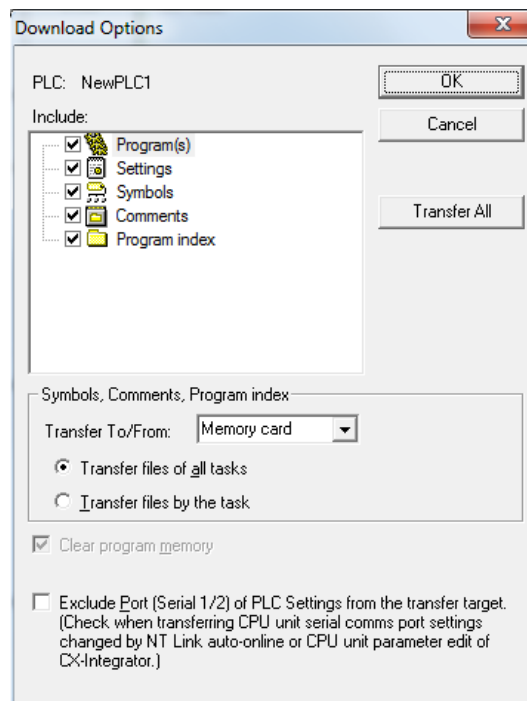 Download Options
PLC: NewPLC1
OK
Include:
Cancel
Program(s)
Settings
Symbols
Transfer All
Comments
Program index
Symbols, Comments, Program index
Transfer To/From: Memory card
Transfer files of all tasks
Transfer files by the task
Clear program memory
Exclude Port (Serial 1/2) of PLC Settings from the transfer target.
(Check when transferring CPU unit serial comms port settings
changed by NT Link auto-online or CPU unit parameter edit of
CX-Integrator.)